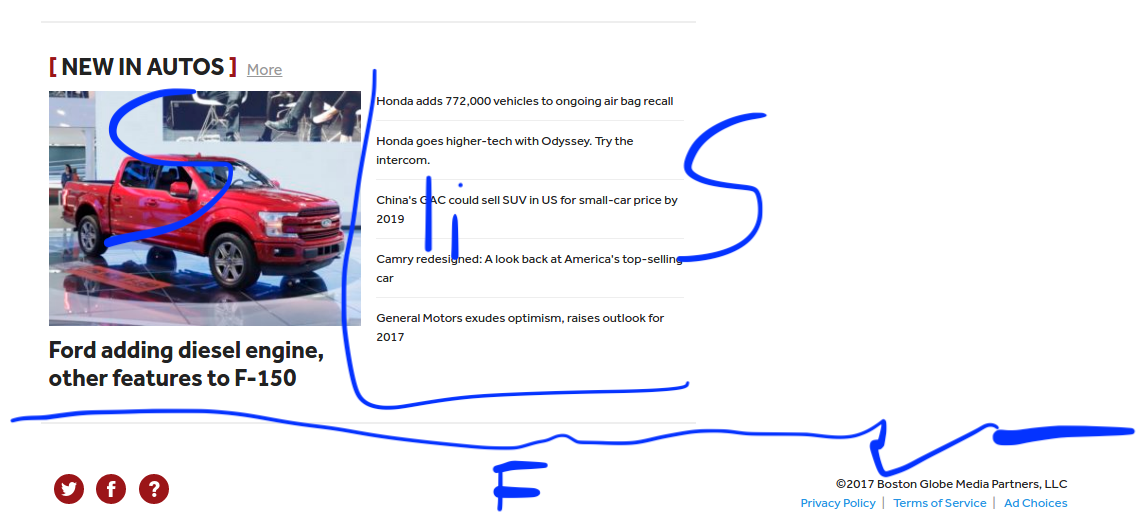 [ NEW IN AUTOS ] More
Honda adds 772,000 vehicles to ongoing air bag recall
Honda goes higher-tech with Odyssey. Try the
intercom.
China's GAC could sell SUV in US for small-car price by
2019
Camry redesigned: A look back at America's top-selling
car
General Motors exudes optimism, raises outlook for
2017
S
li
S
Ford adding diesel engine,
other features to F-150
F
©2017 Boston Globe Media Partners, LLC
Privacy Policy | Terms of Service | Ad Choices